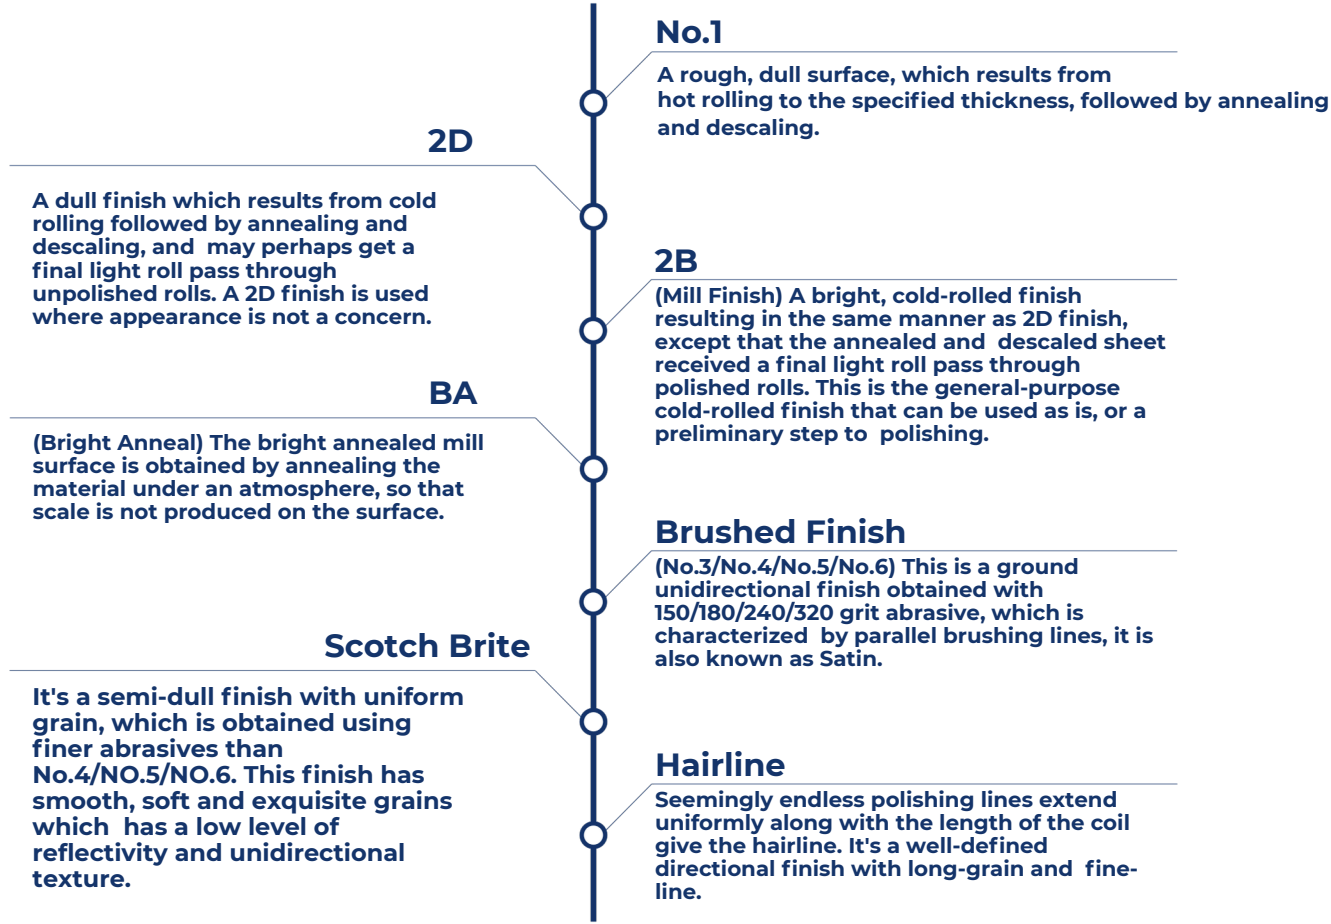 No.1
A rough, dull surface, which results from
hot rolling to the specified thickness, followed by annealing
and descaling.
2D
A dull finish which results from cold
rolling followed by annealing and
descaling, and may perhaps get a
final light roll pass through
unpolished rolls. A 2D finish is used
where appearance is not a concern.
2B
(Mill Finish) A bright, cold-rolled finish
resulting in the same manner as 2D finish,
except that the annealed and descaled sheet
received a final light roll pass through
polished rolls. This is the general-purpose
cold-rolled finish that can be used as is, or a
preliminary step to polishing.
BA
(Bright Anneal) The bright annealed mill
surface is obtained by annealing the
material under an atmosphere, so that
scale is not produced on the surface.
Brushed Finish
(No.3/No.4/No.5/No.6) This is a ground
unidirectional finish obtained with
150/180/240/320 grit abrasive, which is
characterized by parallel brushing lines, it is
also known as Satin.
Scotch Brite
It's a semi-dull finish with uniform
grain, which is obtained using
finer abrasives than
No.4/NO.5/NO.6. This finish has
smooth, soft and exquisite grains
which has a low level of
reflectivity and unidirectional
texture.
Hairline
Seemingly endless polishing lines extend
uniformly along with the length of the coil
give the hairline. It's a well-defined
directional finish with long-grain and fine-
line.